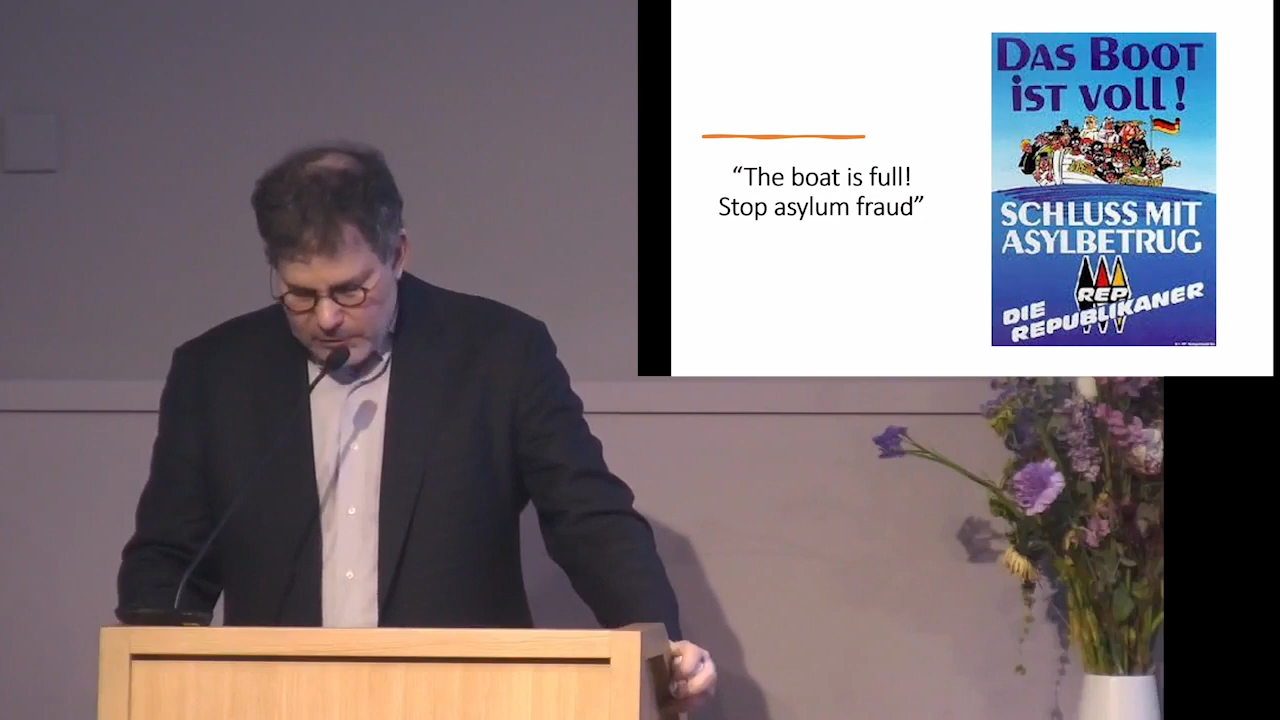 “The boat is full!
Stop asylum fraud”
DAS BOOT
IST VOLL!
SCHLUSS MIT
ASYLBETRUG
REP
DIE
REPUBLIKANER